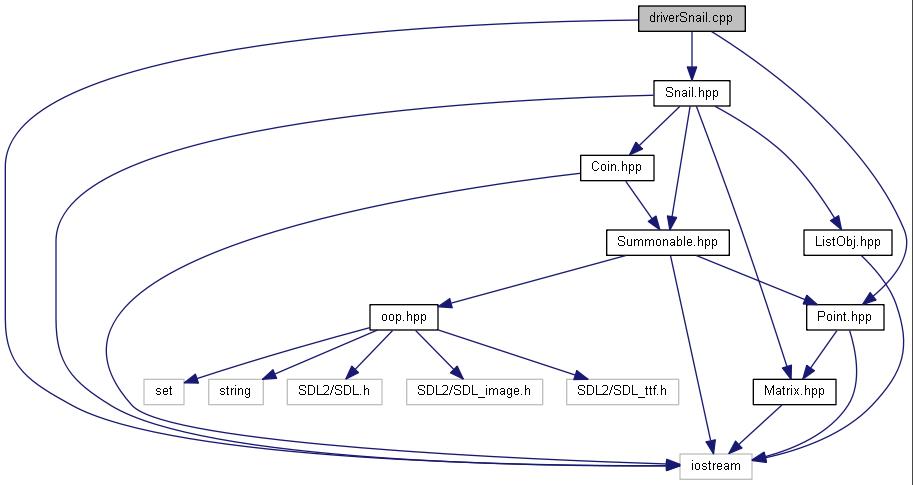 driverSnail.cpp
Snail.hpp
Coin.hpp
Summonable.hpp
ListObj.hpp
oop.hpp
Point.hpp
set
string
SDL2/SDL.h
SDL2/SDL_image.h
SDL2/SDL_ttf.h
Matrix.hpp
iostream